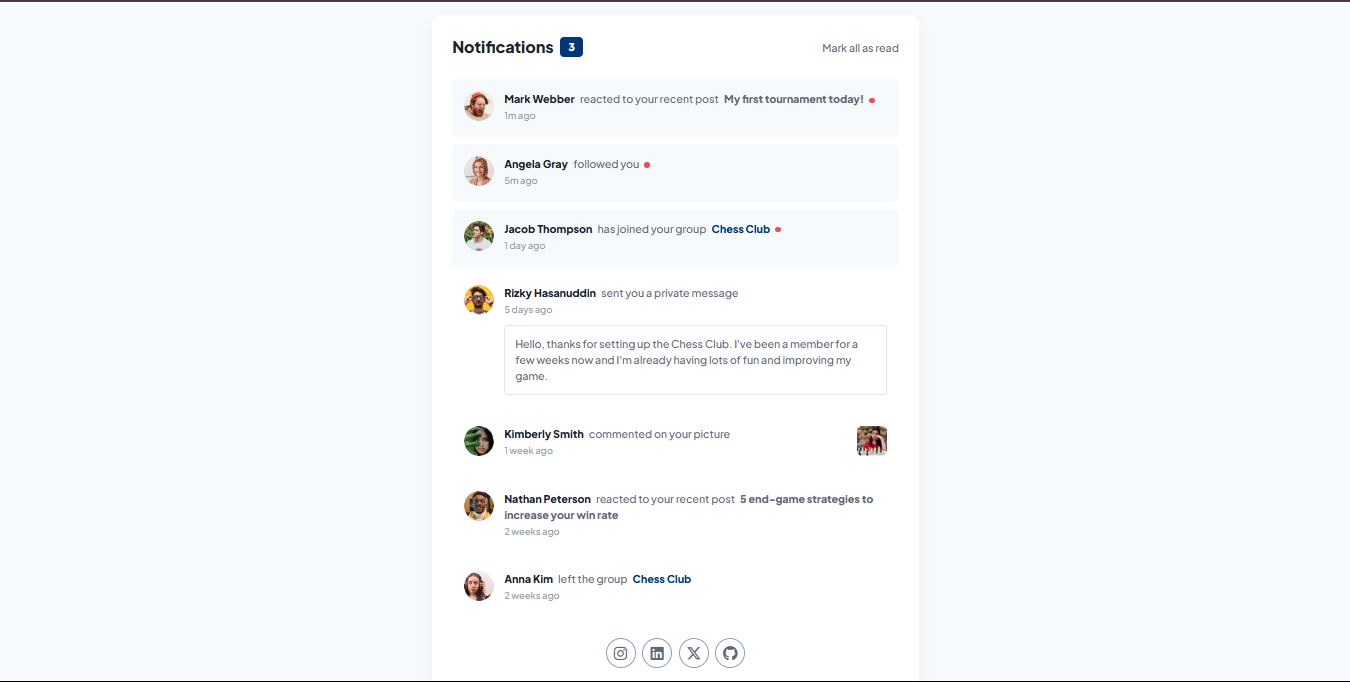 Notifications 3 Mark all as read
Mark Webber reacted to your recent post My first tournament today!
1m ago
Angela Gray followed you
5m ago
Jacob Thompson has joined your group Chess Club
1 day ago
Rizky Hasanuddin sent you a private message
5 days ago
Hello, thanks for setting up the Chess Club. I've been a member for a
few weeks now and I'm already having lots of fun and improving my
game.
Kimberly Smith commented on your picture
1 week ago
Nathan Peterson reacted to your recent post 5 end-game strategies to
increase your win rate
2 weeks ago
Anna Kim left the group Chess Club
2 weeks ago